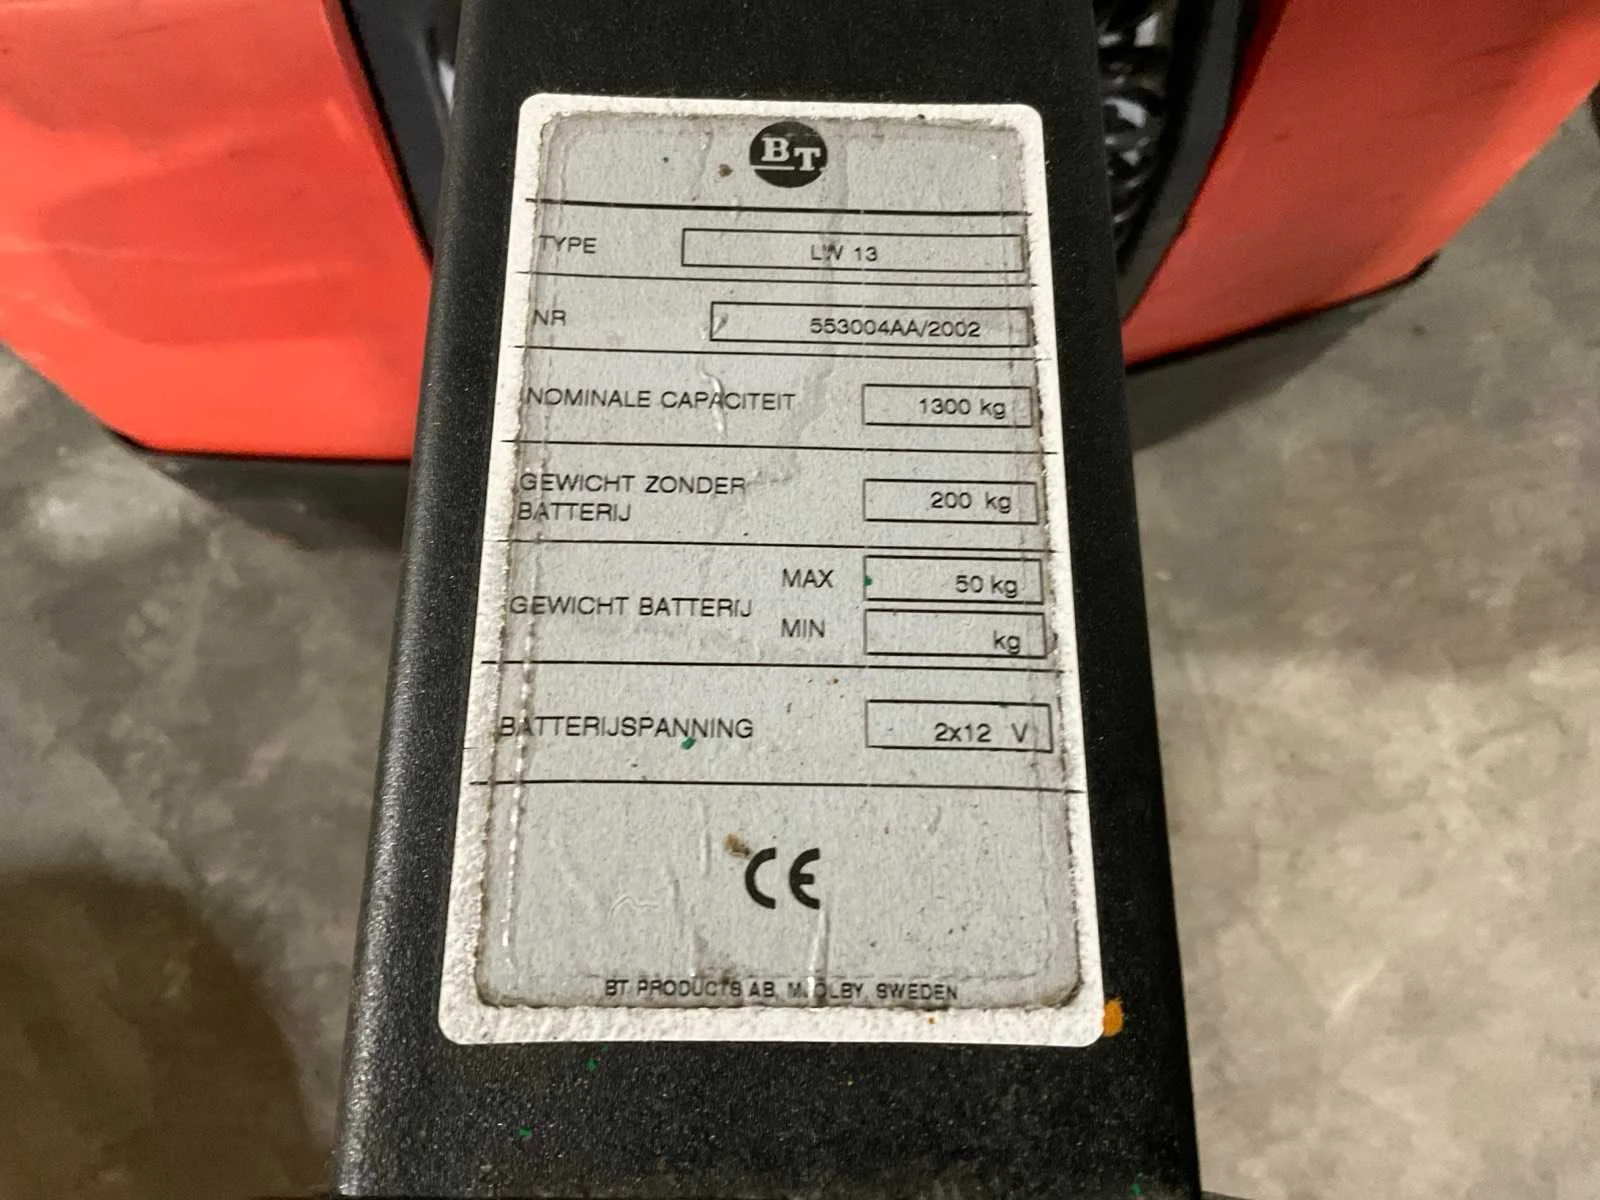 BT
TYPE LW 13
NR 553004AA/2002
NOMINALE CAPACITEIT 1300 kg
GEWICHT ZONDER
BATTERIJ 200 kg
GEWICHT BATTERIJ MAX 50 kg
MIN kg
BATTERIJSPANNING 2x12 V
CE
BT PRODUCTS AB, MJOLBY, SWEDEN